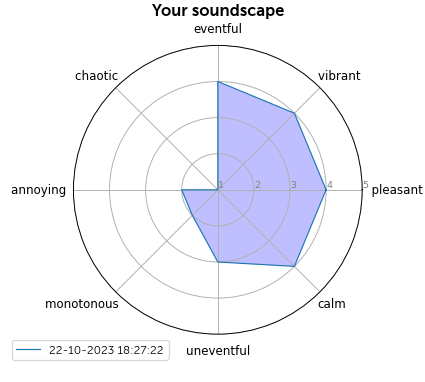 Your soundscape
eventful
chaotic
vibrant
annoying
1
2
3
4
5
pleasant
monotonous
calm
22-10-2023 18:27:22
uneventful